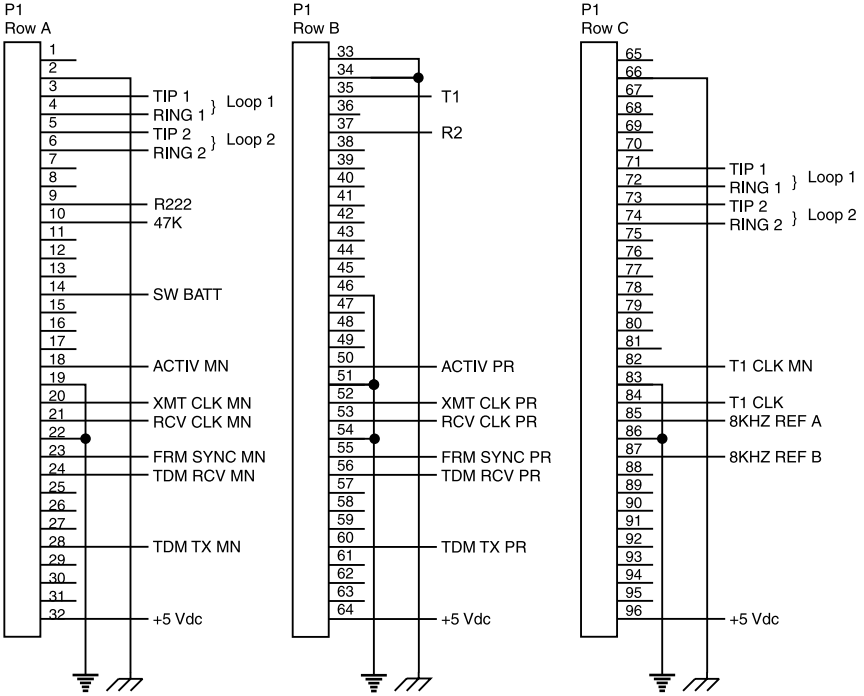 P1
Row A
1
2
3 TIP 1
4 RING 1 } Loop 1
5 TIP 2
6 RING 2 } Loop 2
7
8
9 R222
10 47K
11
12
13
14 SW BATT
15
16
17
18 ACTIV MN
19
20 XMT CLK MN
21 RCV CLK MN
22
23 FRM SYNC MN
24 TDM RCV MN
25
26
27
28 TDM TX MN
29
30
31
32 +5 Vdc
P1
Row B
33
34
35 T1
36
37 R2
38
39
40
41
42
43
44
45
46
47
48
49
50 ACTIV PR
51
52 XMT CLK PR
53 RCV CLK PR
54
55 FRM SYNC PR
56 TDM RCV PR
57
58
59
60 TDM TX PR
61
62
63
64 +5 Vdc
P1
Row C
65
66
67
68
69
70
71 TIP 1
72 RING 1 } Loop 1
73 TIP 2
74 RING 2 } Loop 2
75
76
77
78
79
80
81
82 T1 CLK MN
83
84 T1 CLK
85 8KHZ REF A
86
87 8KHZ REF B
88
89
90
91
92
93
94
95
96 +5 Vdc